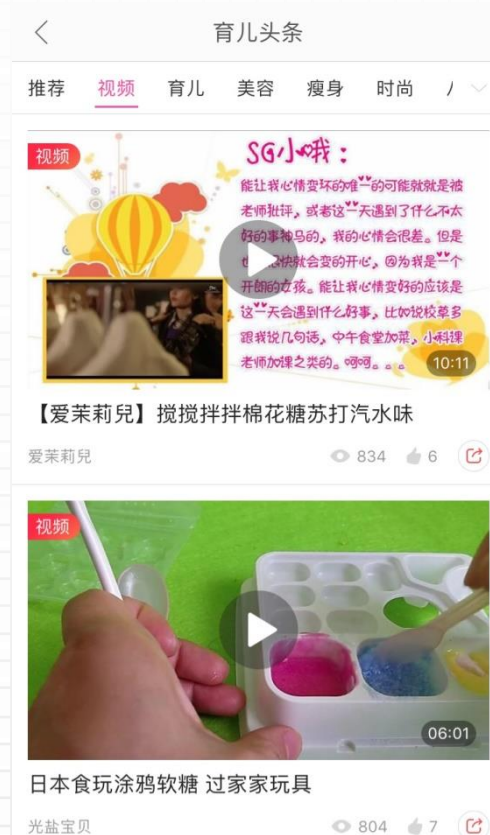 育儿头条
推荐 视频 育儿 美容 瘦身 时尚
视频
SG小哦：
能让我心情变坏的唯一的可能就就是被
老师批评，或者这一天遇到了什么不太
好的事神马的，我的心情会很差。但是
也 快就会变的开心，因为我是一个
开朗的女孩。能让我心情变好的应该是
这一天会遇到什么好事，比如说校草多
跟我说几句话，中午食堂加菜，小科课
老师加课之类的。呵呵。。。
10:11
【爱茉莉兒】搅搅拌拌棉花糖苏打汽水味
爱茉莉兒 834 6
视频
06:01
日本食玩涂鸦软糖 过家家玩具
光盐宝贝 804 7